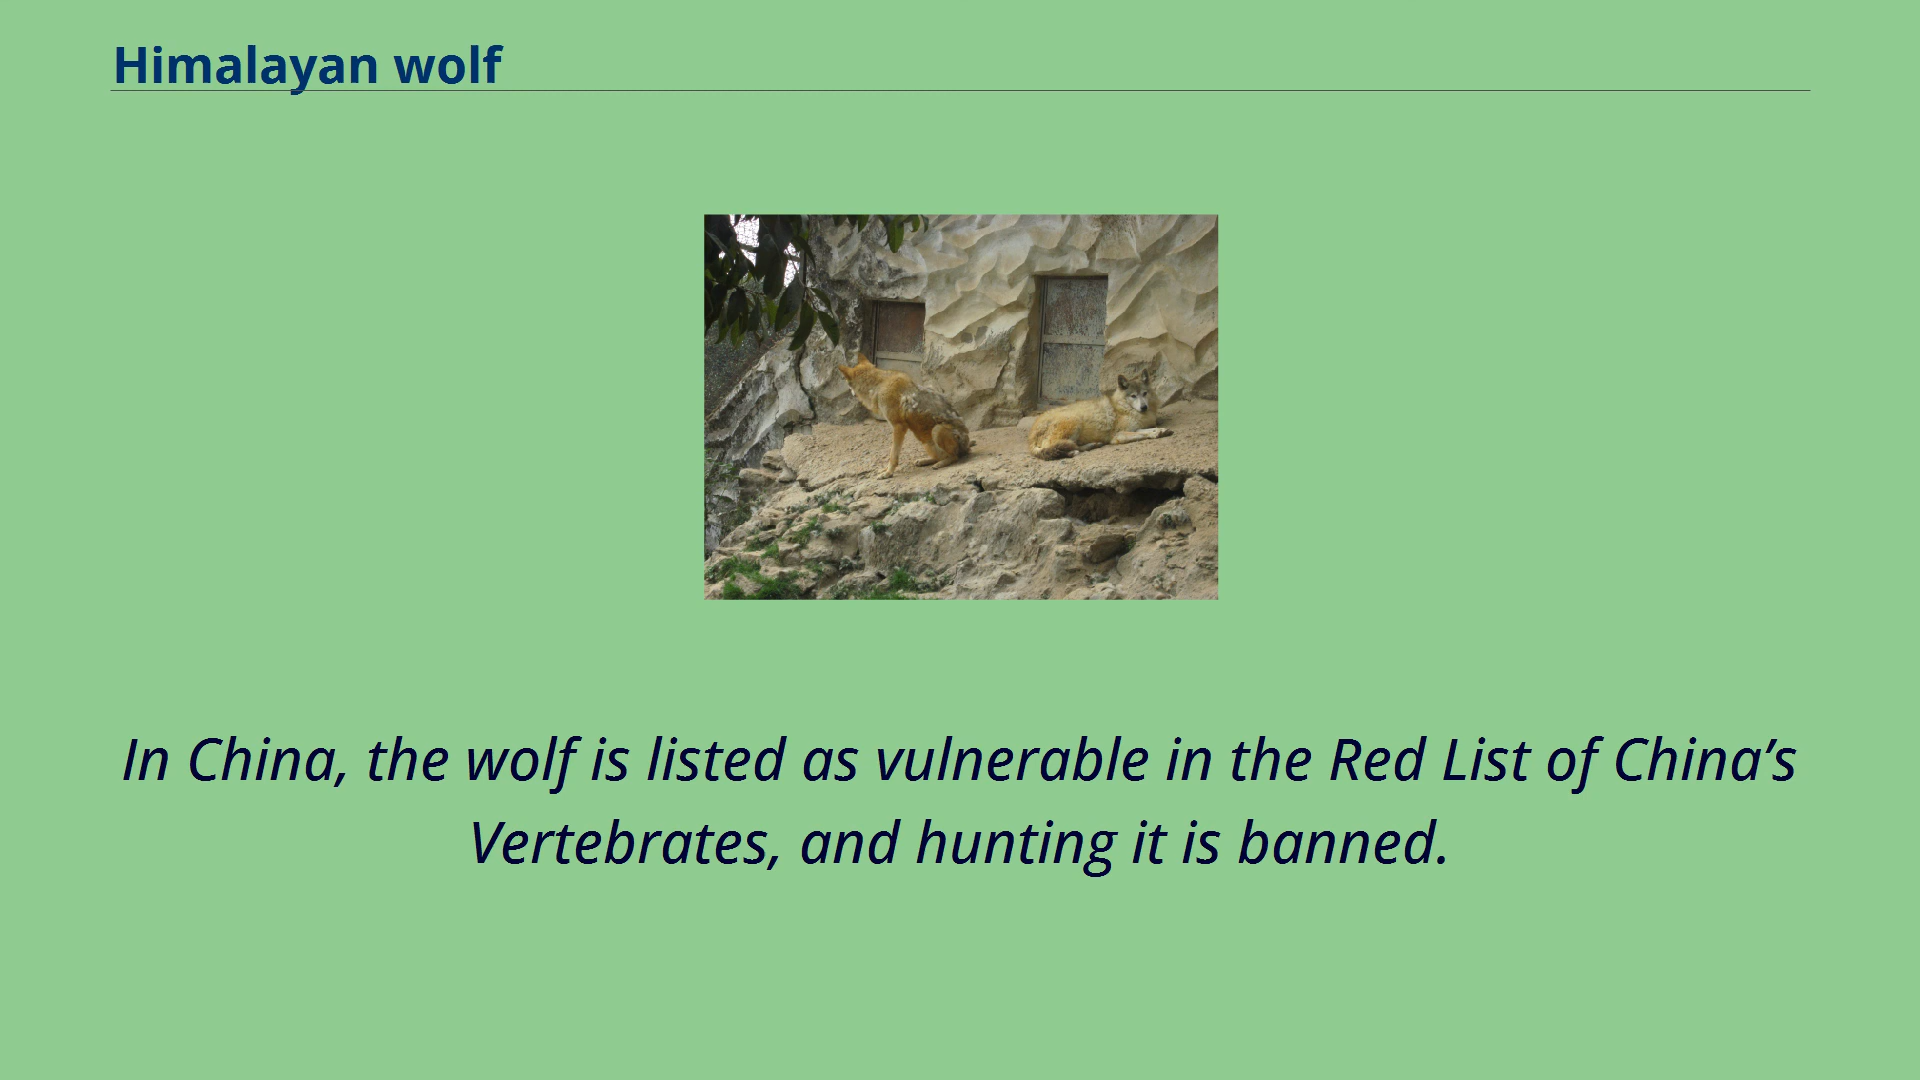 Himalayan wolf
In China, the wolf is listed as vulnerable in the Red List of China’s
Vertebrates, and hunting it is banned.